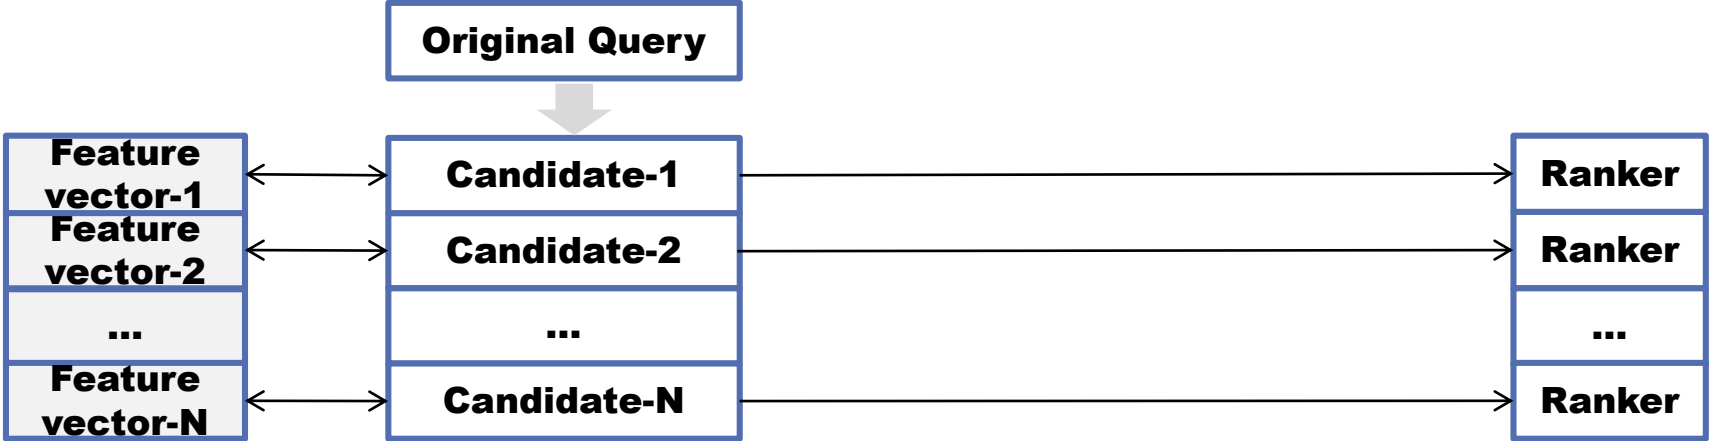 Original Query
Feature
vector-1
Candidate-1
Ranker
Feature
vector-2
Candidate-2
Ranker
...
...
...
Feature
vector-N
Candidate-N
Ranker